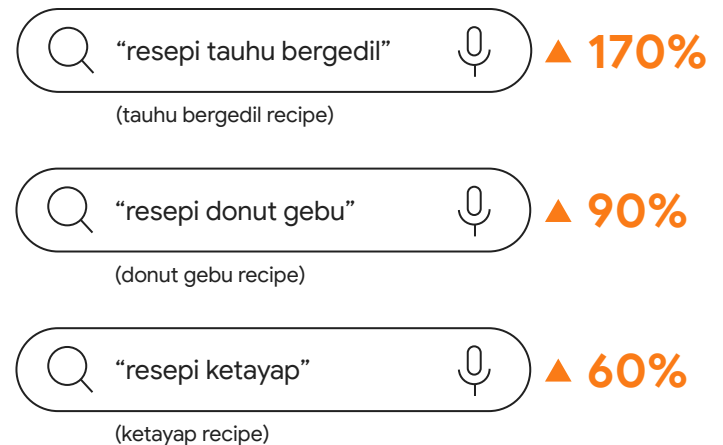 “resepi tauhu bergedil” ▲ 170%
(tauhu bergedil recipe)
“resepi donut gebu” ▲ 90%
(donut gebu recipe)
“resepi ketayap” ▲ 60%
(ketayap recipe)